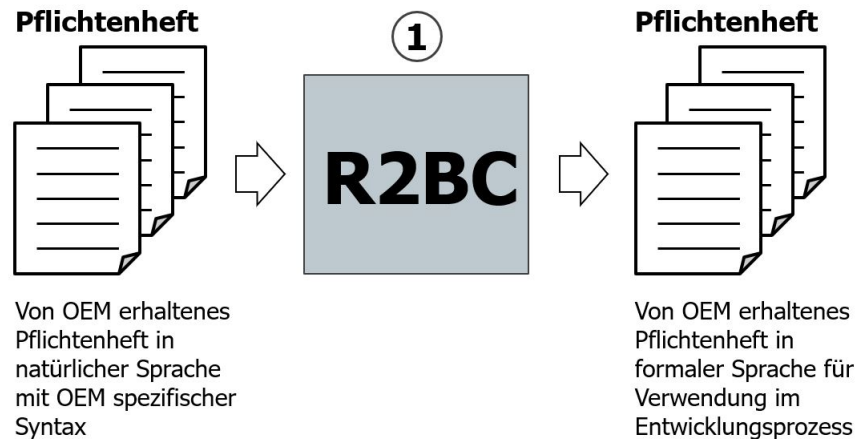 Pflichtenheft
1
Pflichtenheft
R2BC
Von OEM erhaltenes
Pflichtenheft in
natürlicher Sprache
mit OEM spezifischer
Syntax
Von OEM erhaltenes
Pflichtenheft in
formaler Sprache für
Verwendung im
Entwicklungsprozess